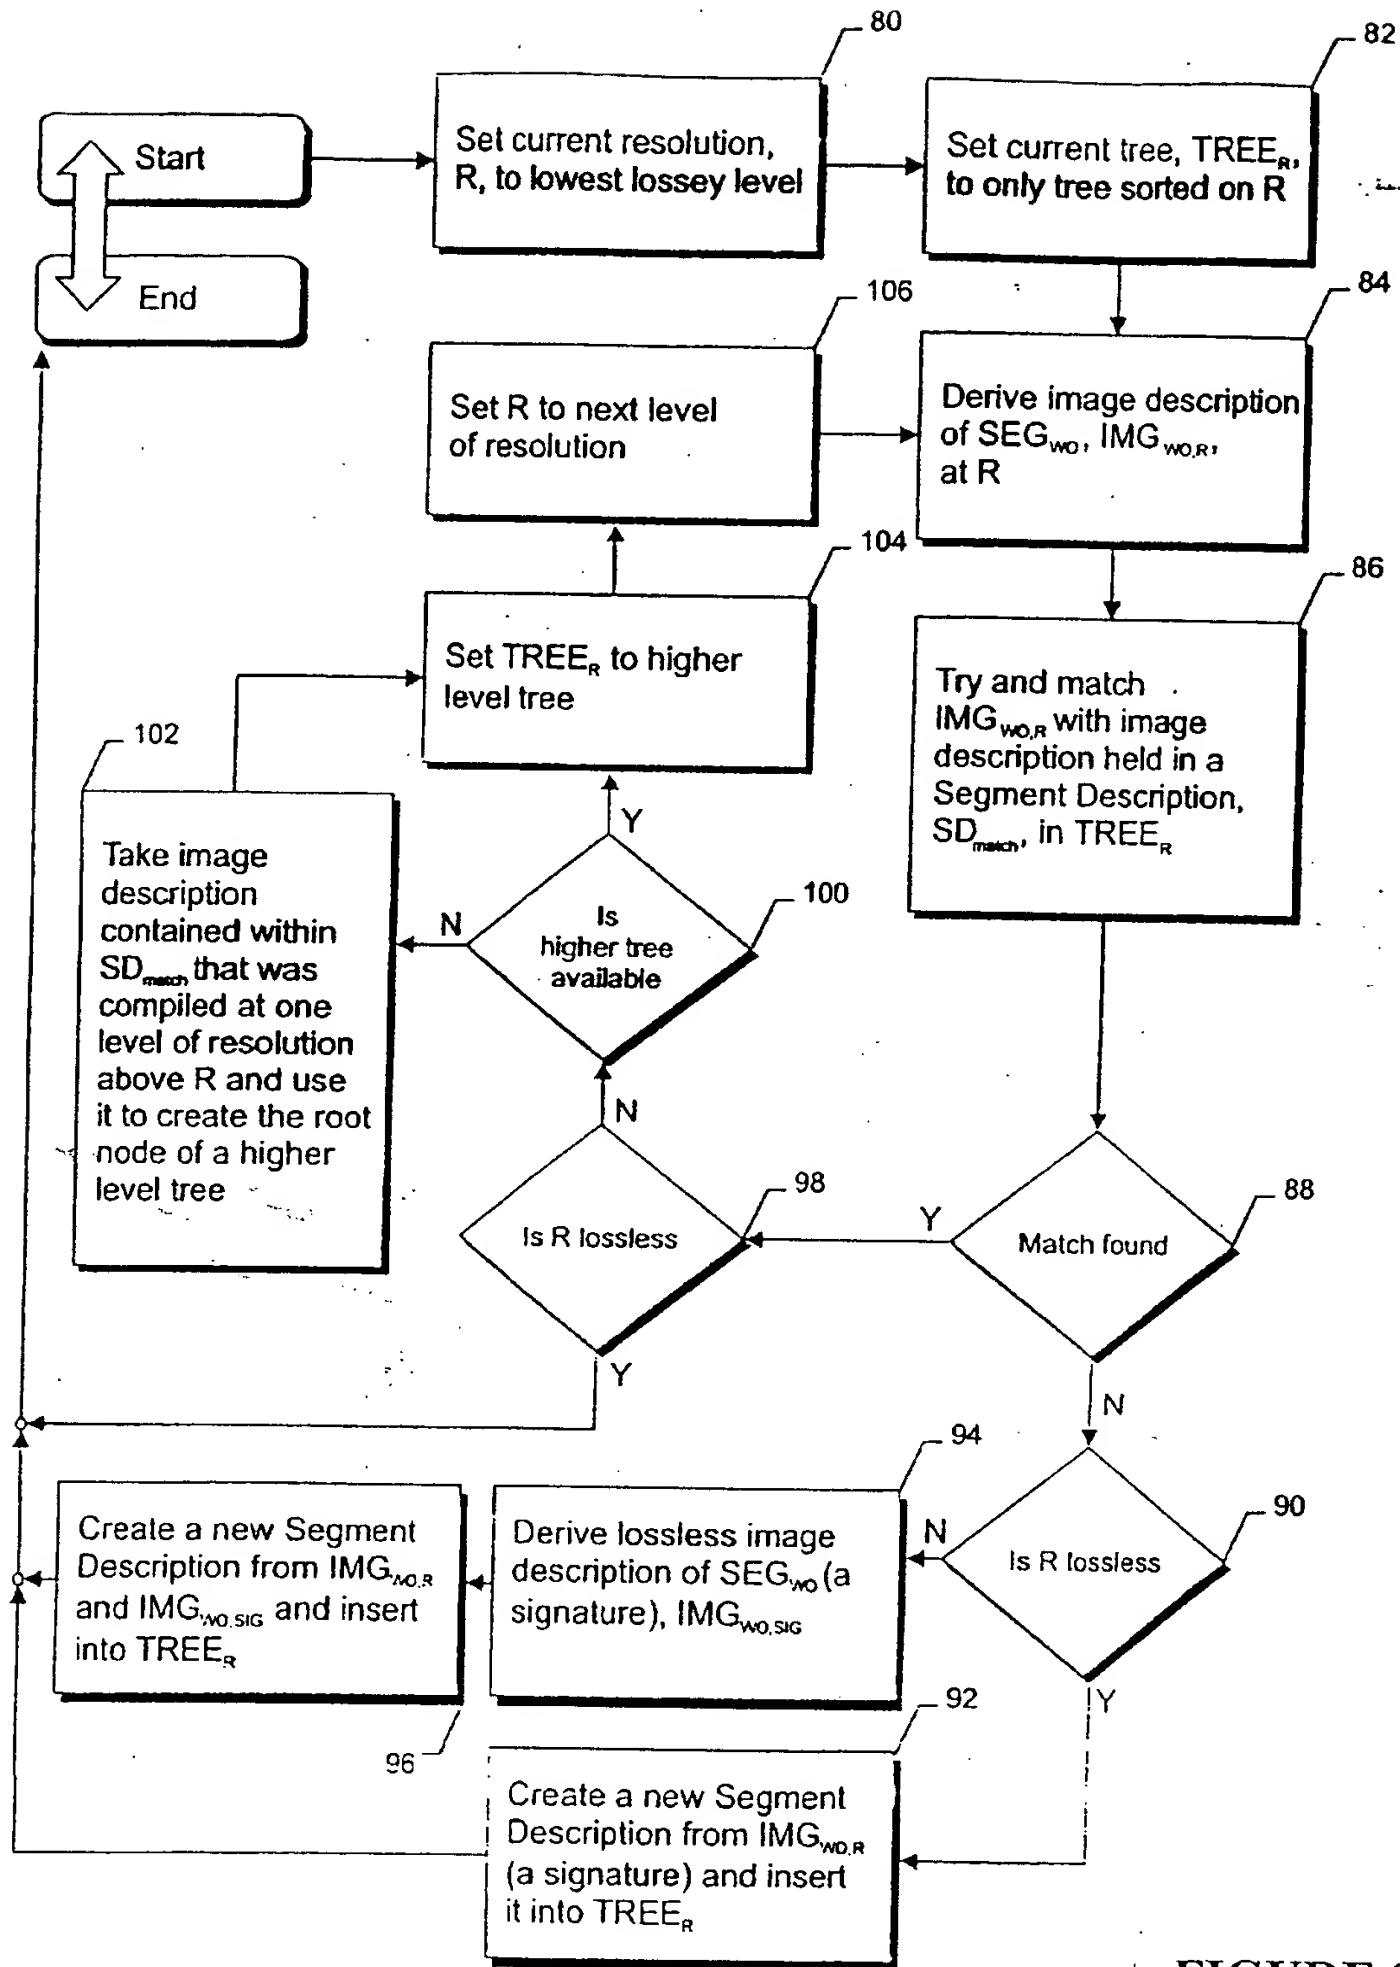 80
82
Start
Set current resolution,
R, to lowest lossey level
Set current tree, TREE_R,
to only tree sorted on R
End
106
84
Set R to next level
of resolution
Derive image description
of SEG_WO, IMG_WO,R,
at R
104
86
Set TREE_R to higher
level tree
Try and match
IMG_WO,R with image
description held in a
Segment Description,
SD_match, in TREE_R
102
Y
Take image
description
contained within
SD_match that was
compiled at one
level of resolution
above R and use
it to create the root
node of a higher
level tree
N
Is
higher tree
available
100
N
Is R lossless
98
Y
Match found
88
Y
N
94
Create a new Segment
Description from IMG_WO,R
and IMG_WO,SIG and insert
into TREE_R
Derive lossless image
description of SEG_WO (a
signature), IMG_WO,SIG
N
Is R lossless
90
96
92
Y
Create a new Segment
Description from IMG_WO,R
(a signature) and insert
it into TREE_R
FIGURE